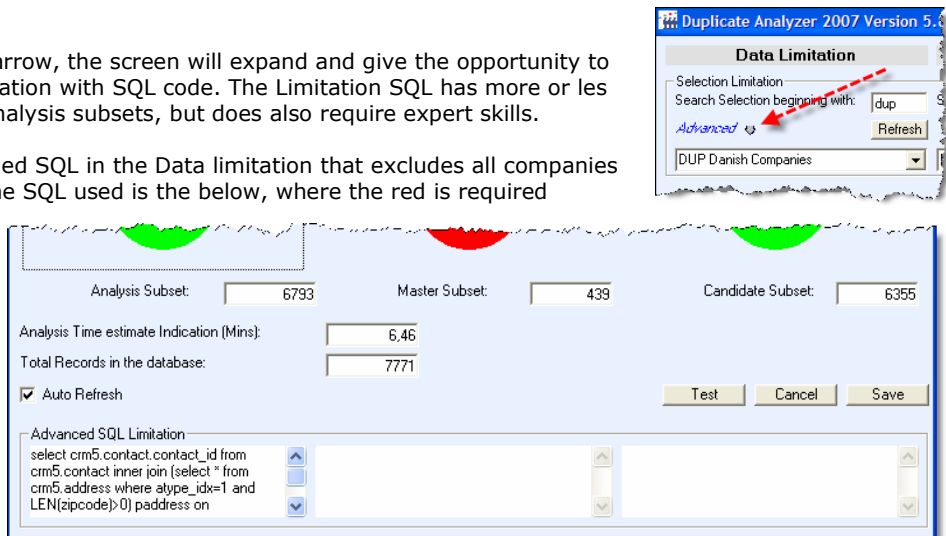 Duplicate Analyzer 2007 Version 5.
Data Limitation
Selection Limitation
Search Selection beginning with: dup
Advanced Refresh
DUP Danish Companies
arrow, the screen will expand and give the opportunity to
ation with SQL code. The Limitation SQL has more or les
nalysis subsets, but does also require expert skills.
ed SQL in the Data limitation that excludes all companies
ne SQL used is the below, where the red is required
Analysis Subset: 6793 Master Subset: 439 Candidate Subset: 6355
Analysis Time estimate Indication (Mins): 6,46
Total Records in the database: 7771
Auto Refresh Test Cancel Save
Advanced SQL Limitation
select crm5.contact.contact_id from
crm5.contact inner join (select * from
crm5.address where atype_idx=1 and
LEN(zipcode)>0) paddress on